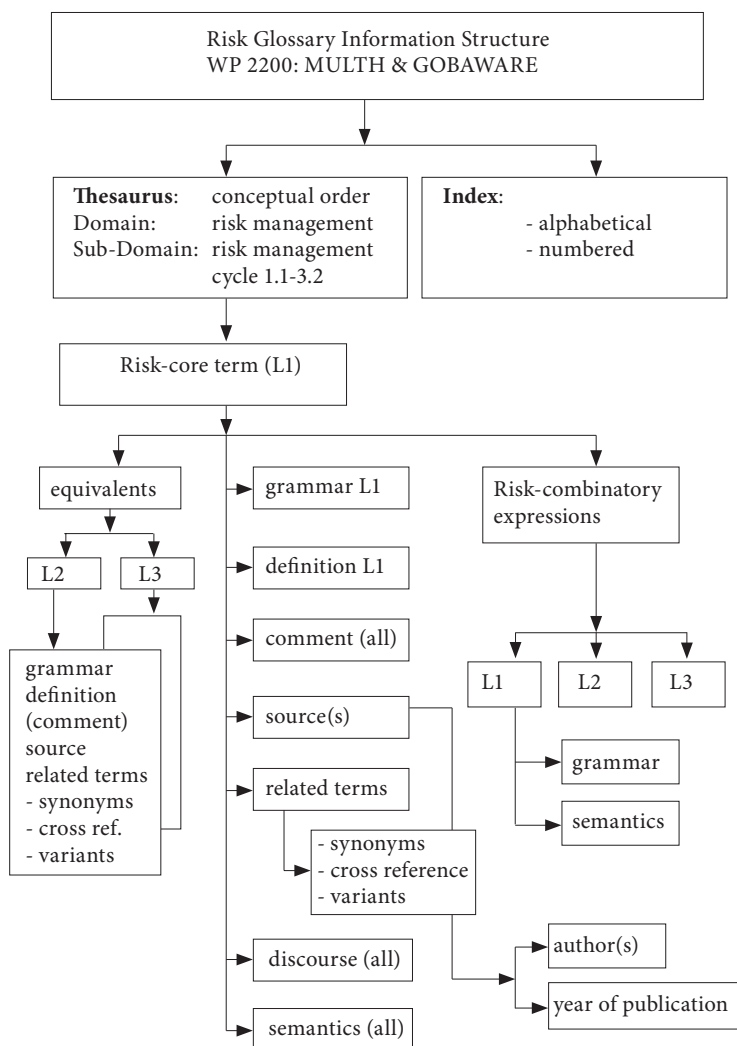 Risk Glossary Information Structure
WP 2200: MULTH & GOBAWARE
Thesaurus: conceptual order
Domain: risk management
Sub-Domain: risk management
cycle 1.1-3.2
Index:
- alphabetical
- numbered
Risk-core term (L1)
equivalents
L2
L3
grammar
definition
(comment)
source
related terms
- synonyms
- cross ref.
- variants
grammar L1
definition L1
comment (all)
source(s)
related terms
- synonyms
- cross reference
- variants
discourse (all)
semantics (all)
Risk-combinatory
expressions
L1
L2
L3
grammar
semantics
author(s)
year of publication